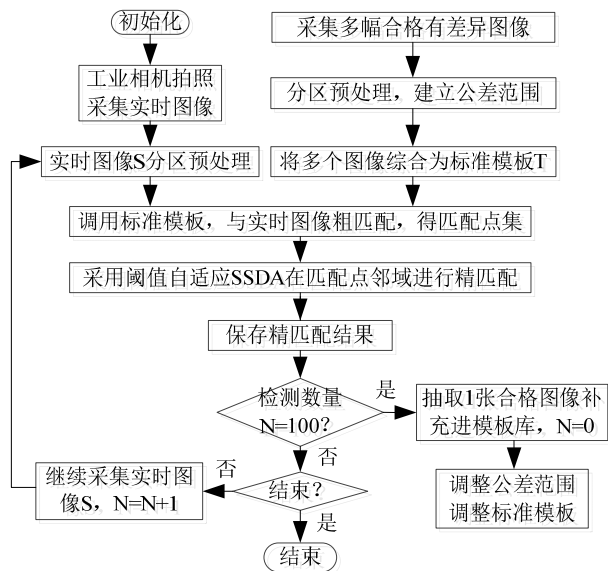 初始化
工业相机拍照
采集实时图像
实时图像S分区预处理
采集多幅合格有差异图像
分区预处理，建立公差范围
将多个图像综合为标准模板T
调用标准模板，与实时图像粗匹配，得匹配点集
采用阈值自适应SSDA在匹配点邻域进行精匹配
保存精匹配结果
检测数量
N=100?
是
抽取1张合格图像补
充进模板库，N=0
调整公差范围
调整标准模板
否
结束?
否
继续采集实时图
像S，N=N+1
是
结束